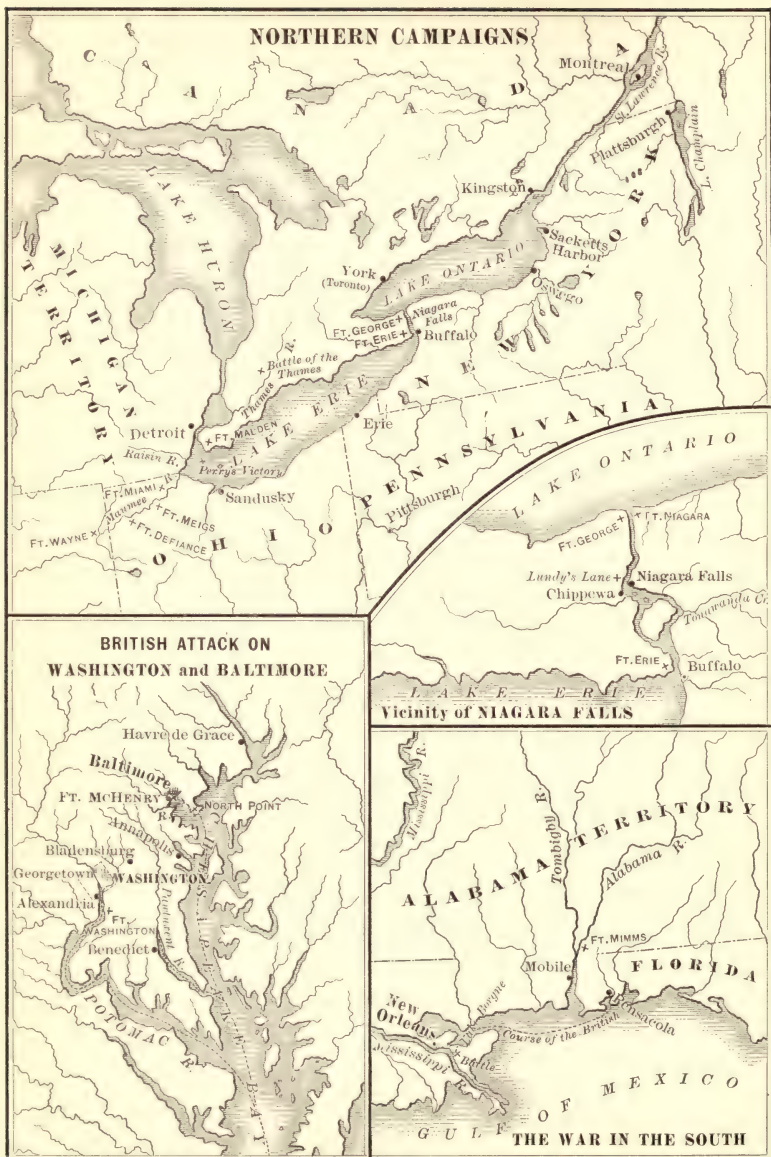 NORTHERN CAMPAIGNS
CANADA
Montreal
St. Lawrence R.
Plattsburgh
L. Champlain
Kingston
Sacketts
Harbor
Oswego
LAKE HURON
MICHIGAN
TERRITORY
York
(Toronto)
LAKE ONTARIO
NEW YORK
FT. GEORGE
Niagara
Falls
FT. ERIE
Buffalo
Battle of the
Thames
Thames R.
LAKE ERIE
Erie
Detroit
FT. MALDEN
Raisin R.
Perry's Victory
Sandusky
FT. MIAMI
Maumee R.
FT. MEIGS
FT. WAYNE
FT. DEFIANCE
OHIO
PENNSYLVANIA
Pittsburgh
LAKE ONTARIO
FT. NIAGARA
FT. GEORGE
Lundy's Lane
Niagara Falls
Chippewa
Tonawanda Cr.
FT. ERIE
Buffalo
LAKE ERIE
Vicinity of NIAGARA FALLS
BRITISH ATTACK ON
WASHINGTON and BALTIMORE
Havre de Grace
Baltimore
FT. MCHENRY
NORTH POINT
R.
Annapolis
Bladensburg
Georgetown
WASHINGTON
Alexandria
FT.
WASHINGTON
Patuxent R.
Benedict
POTOMAC R.
CHESAPEAKE BAY
Mississippi R.
ALABAMA TERRITORY
Tombigby R.
Alabama R.
FT. MIMMS
Mobile
FLORIDA
Pensacola
New
Orleans
Borgne
Course of the British
Battle
Mississippi R.
GULF OF MEXICO
THE WAR IN THE SOUTH